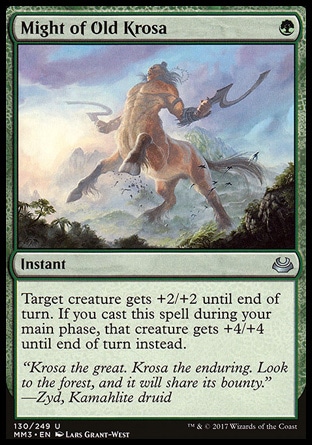 Might of Old Krosa
Instant
Target creature gets +2/+2 until end of
turn. If you cast this spell during your
main phase, that creature gets +4/+4
until end of turn instead.
“Krosa the great. Krosa the enduring. Look
to the forest, and it will share its bounty.”
—Zyd, Kamahlite druid
130/249 U
MM3 • EN Lars Grant-West
™ & © 2017 Wizards of the Coast